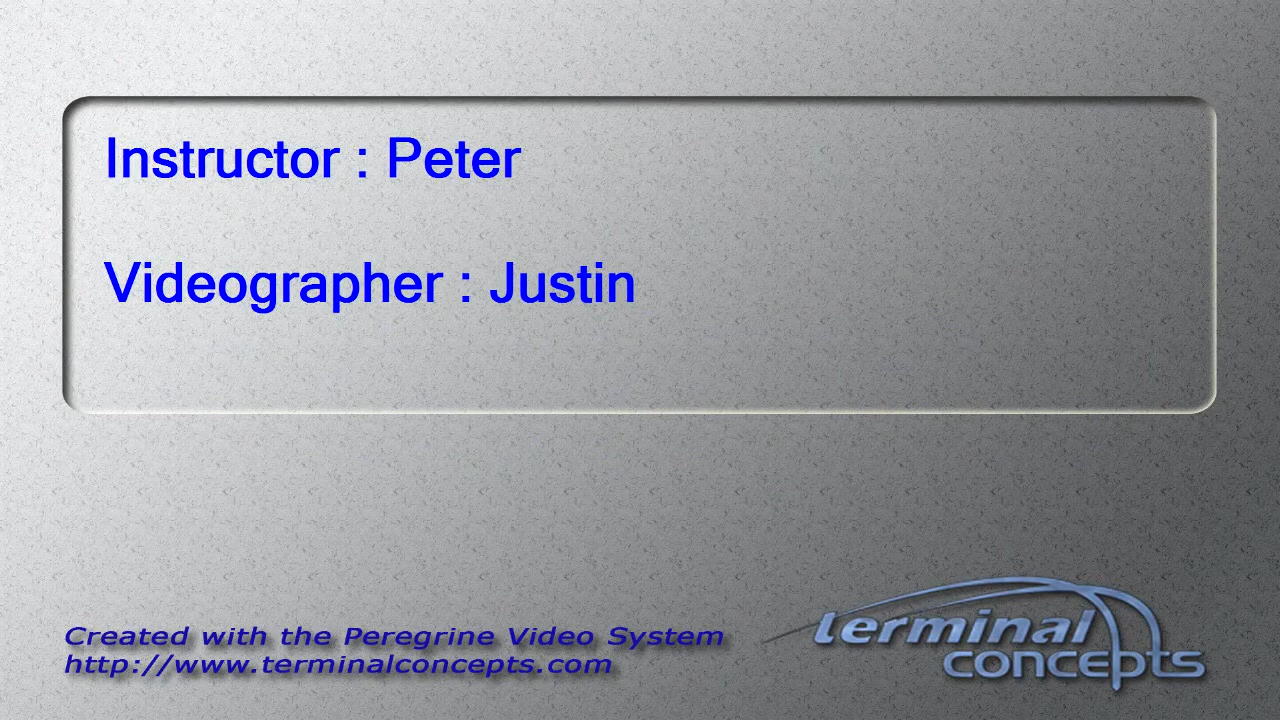 Instructor : Peter
Videographer : Justin
Created with the Peregrine Video System
http://www.terminalconcepts.com
terminal
concepts